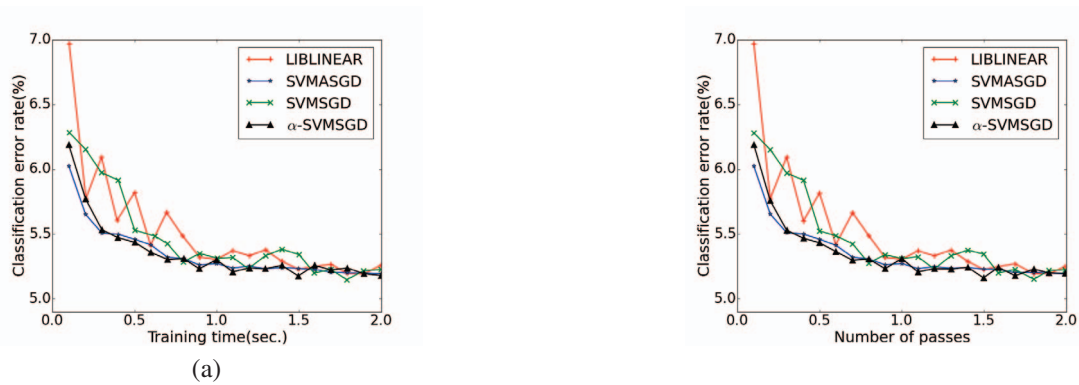 7.0
6.5
6.0
5.5
5.0
0.0 0.5 1.0 1.5 2.0
Classification error rate(%)
Training time(sec.)
LIBLINEAR
SVMASGD
SVMSGD
α-SVMSGD
(a)
7.0
6.5
6.0
5.5
5.0
0.0 0.5 1.0 1.5 2.0
Classification error rate(%)
Number of passes
LIBLINEAR
SVMASGD
SVMSGD
α-SVMSGD